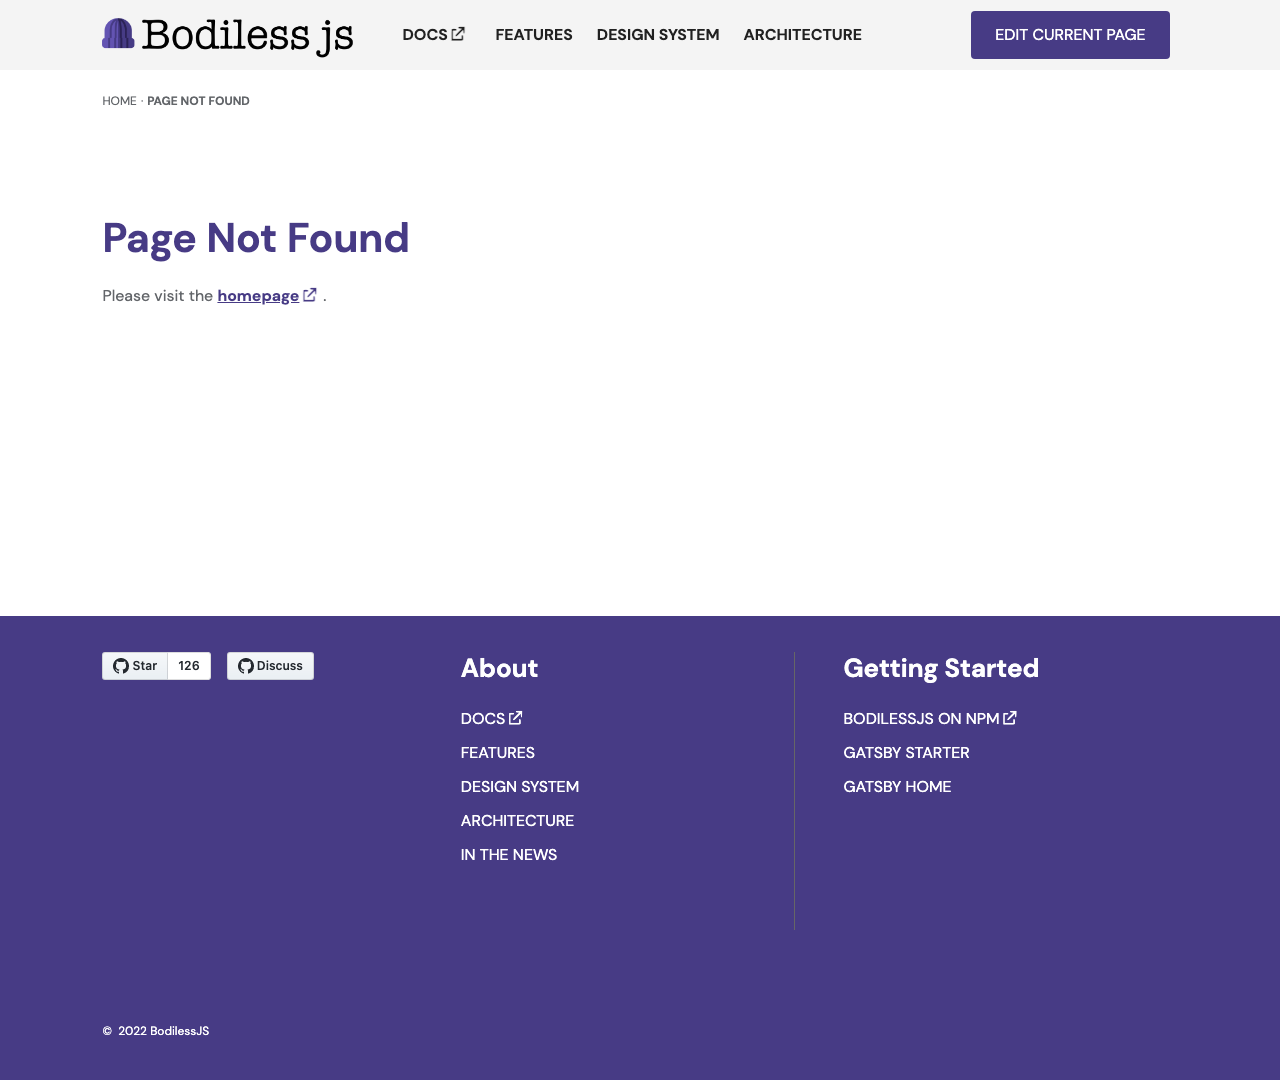 Bodiless js
DOCS FEATURES DESIGN SYSTEM ARCHITECTURE
EDIT CURRENT PAGE
HOME · PAGE NOT FOUND
Page Not Found
Please visit the homepage .
Star 126 Discuss
About
DOCS
FEATURES
DESIGN SYSTEM
ARCHITECTURE
IN THE NEWS
Getting Started
BODILESSJS ON NPM
GATSBY STARTER
GATSBY HOME
© 2022 BodilessJS